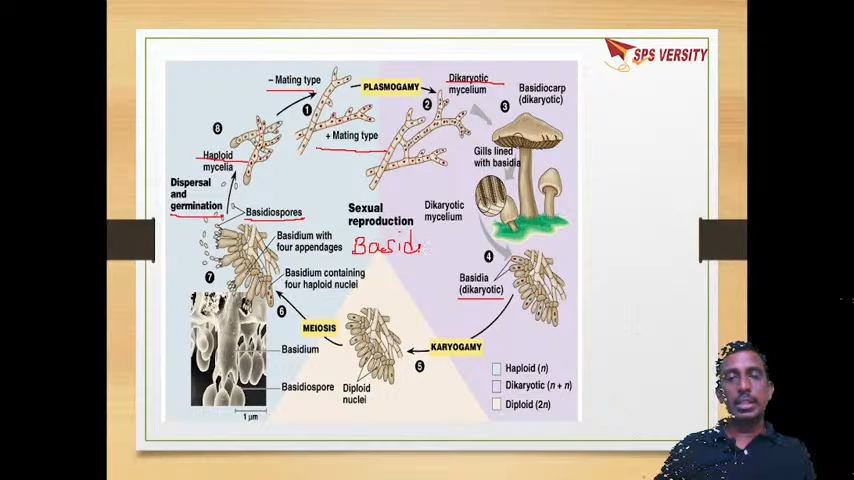 SPS VERSITY
– Mating type
PLASMOGAMY
Dikaryotic
mycelium
Basidiocarp
(dikaryotic)
1
2
3
+ Mating type
8
Haploid
mycelia
Gills lined
with basidia
Dispersal
and
germination
Basidiospores
Sexual
reproduction
Dikaryotic
mycelium
Basid
Basidium with
four appendages
7
4
Basidia
(dikaryotic)
Basidium containing
four haploid nuclei
6
MEIOSIS
KARYOGAMY
5
Basidium
Basidiospore
Diploid
nuclei
1 µm
Haploid (n)
Dikaryotic (n + n)
Diploid (2n)